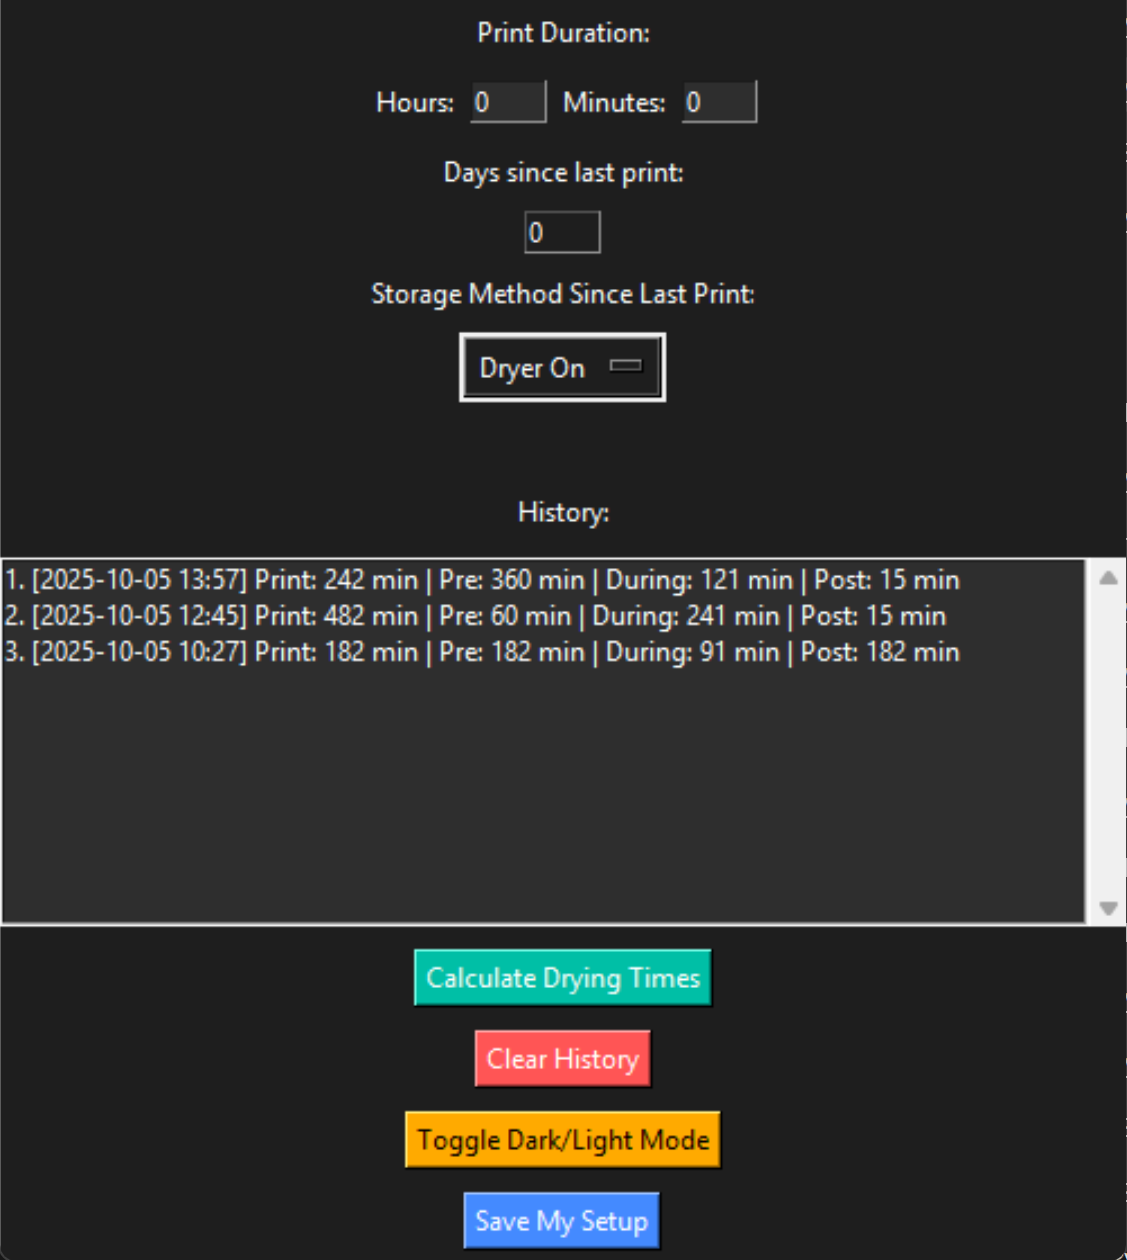 Print Duration:
Hours: 0 Minutes: 0
Days since last print:
0
Storage Method Since Last Print:
Dryer On
History:
1. [2025-10-05 13:57] Print: 242 min | Pre: 360 min | During: 121 min | Post: 15 min
2. [2025-10-05 12:45] Print: 482 min | Pre: 60 min | During: 241 min | Post: 15 min
3. [2025-10-05 10:27] Print: 182 min | Pre: 182 min | During: 91 min | Post: 182 min
Calculate Drying Times
Clear History
Toggle Dark/Light Mode
Save My Setup